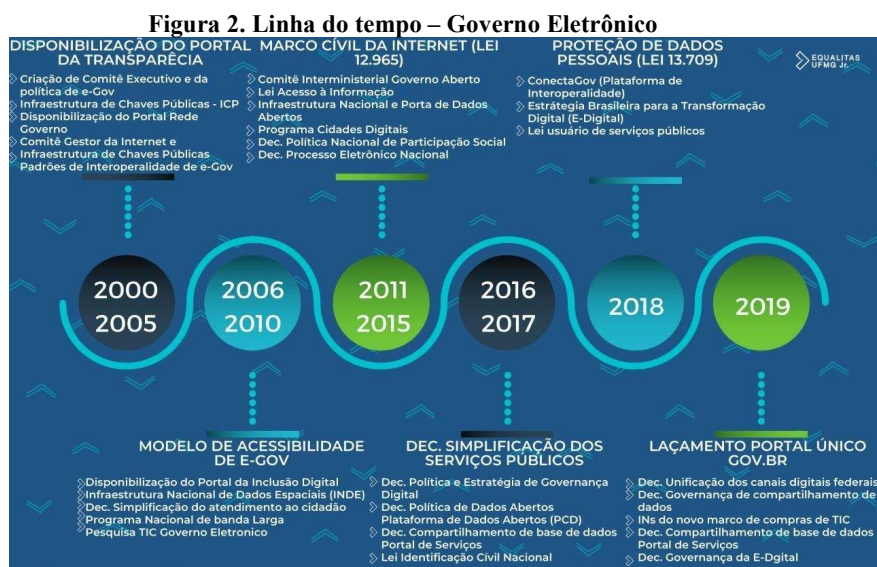 Figura 2. Linha do tempo – Governo Eletrônico
DISPONIBILIZAÇÃO DO PORTAL
DA TRANSPARÊCIA
Criação de Comitê Executivo e da
política de e-Gov
Infraestrutura de Chaves Públicas - ICP
Disponibilização do Portal Rede
Governo
Comitê Gestor da Internet e
Infraestrutura de Chaves Públicas
Padrões de Interoperalidade de e-Gov
MARCO CÍVIL DA INTERNET (LEI
12.965)
Comitê Interministerial Governo Aberto
Lei Acesso à Informação
Infraestrutura Nacional e Porta de Dados
Abertos
Programa Cidades Digitais
Dec. Política Nacional de Participação Social
Dec. Processo Eletrônico Nacional
PROTEÇÃO DE DADOS
PESSOAIS (LEI 13.709)
ConectaGov (Plataforma de
Interoperalidade)
Estratégia Brasileira para a Transformação
Digital (E-Digital)
Lei usuário de serviços públicos
EQUALITAS
UFMG Jr.
2000
2005
2006
2010
2011
2015
2016
2017
2018
2019
MODELO DE ACESSIBILIDADE
DE E-GOV
Disponibilização do Portal da Inclusão Digital
Infraestrutura Nacional de Dados Espaciais (INDE)
Dec. Simplificação do atendimento ao cidadão
Programa Nacional de banda Larga
Pesquisa TIC Governo Eletronico
DEC. SIMPLIFICAÇÃO DOS
SERVIÇOS PÚBLICOS
Dec. Política e Estratégia de Governança
Digital
Dec. Política de Dados Abertos
Plataforma de Dados Abertos (PCD)
Dec. Compartilhamento de base de dados
Portal de Serviços
Lei Identificação Cívil Nacional
LAÇAMENTO PORTAL ÚNICO
GOV.BR
Dec. Unificação dos canais digitais federais
Dec. Governança de compartilhamento de
dados
INs do novo marco de compras de TIC
Dec. Compartilhamento de base de dados
Portal de Serviços
Dec. Governança da E-Dgital